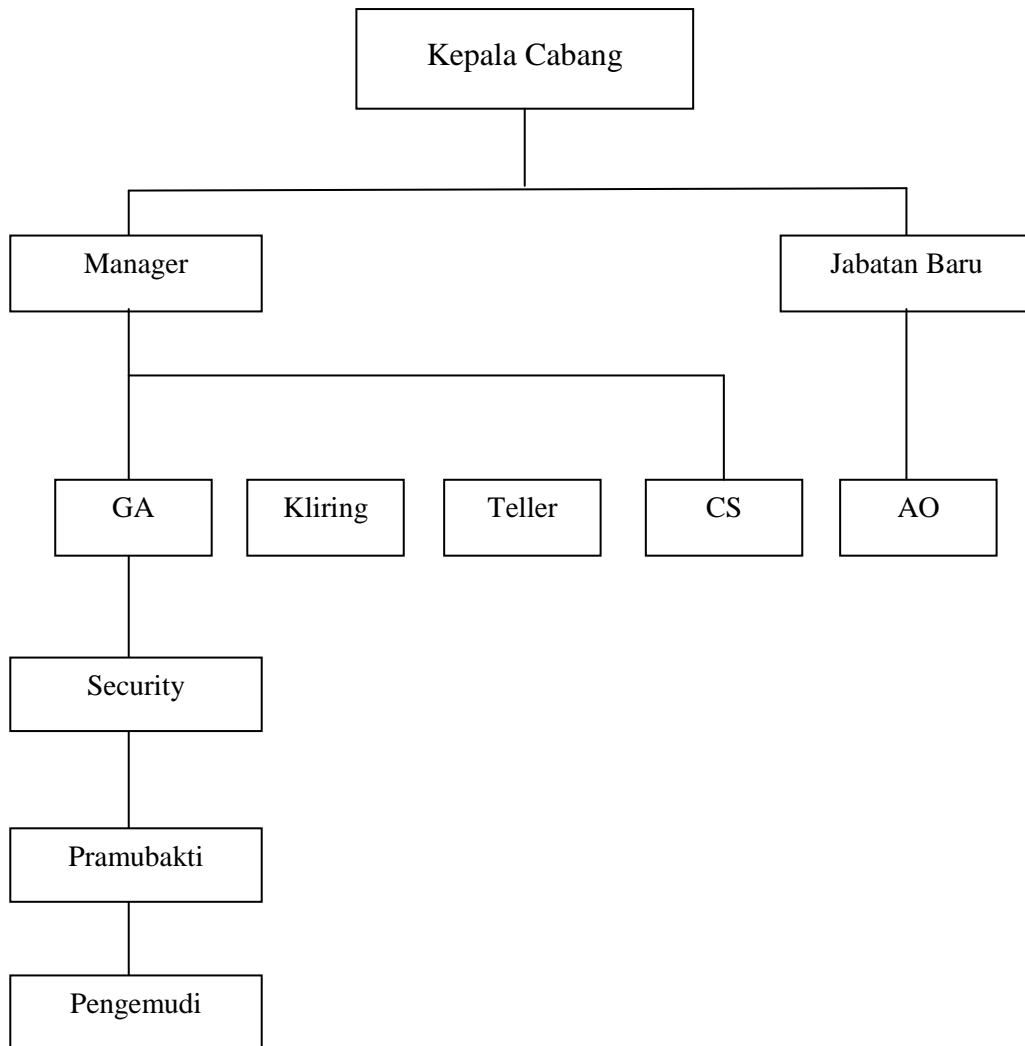 Kepala Cabang
Manager
Jabatan Baru
GA
Kliring
Teller
CS
AO
Security
Pramubakti
Pengemudi